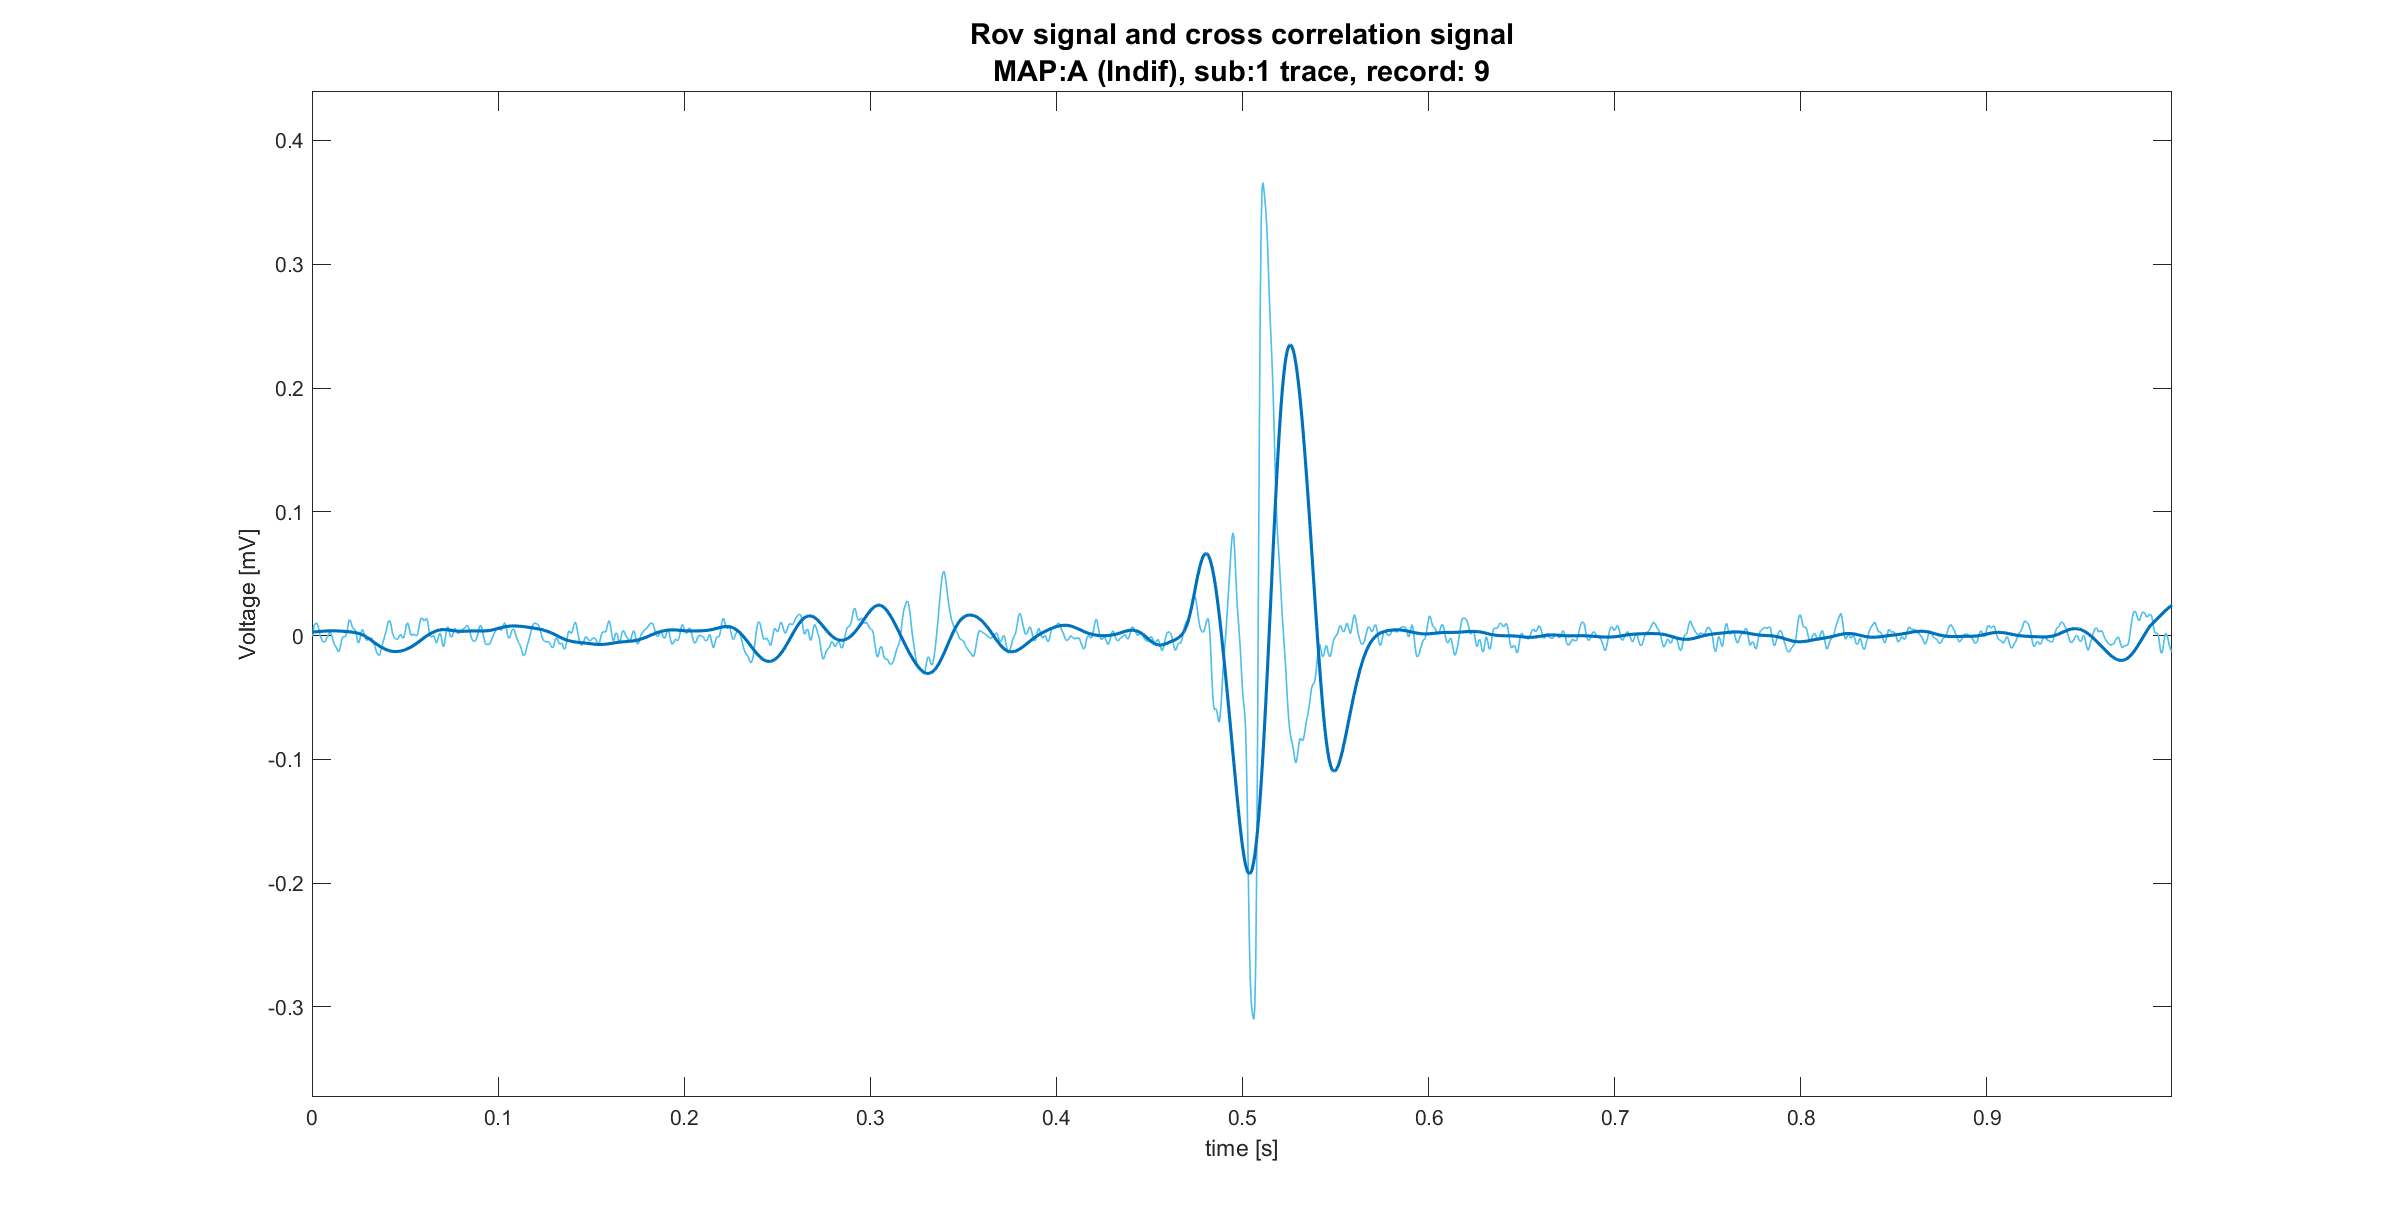 Rov signal and cross correlation signal
MAP:A (Indif), sub:1 trace, record: 9
0.4
0.3
0.2
0.1
0
-0.1
-0.2
-0.3
Voltage [mV]
0 0.1 0.2 0.3 0.4 0.5 0.6 0.7 0.8 0.9
time [s]